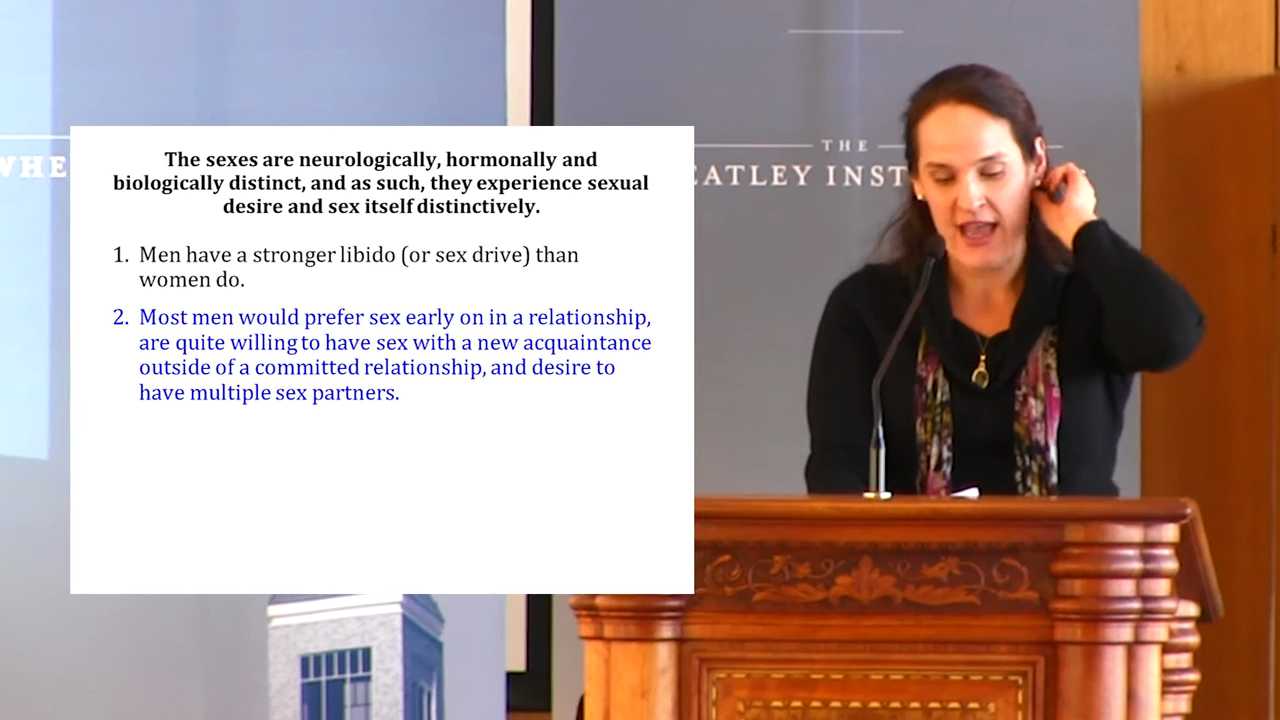 WHE
THE
EATLEY INST
The sexes are neurologically, hormonally and
biologically distinct, and as such, they experience sexual
desire and sex itself distinctively.
1. Men have a stronger libido (or sex drive) than
women do.
2. Most men would prefer sex early on in a relationship,
are quite willing to have sex with a new acquaintance
outside of a committed relationship, and desire to
have multiple sex partners.